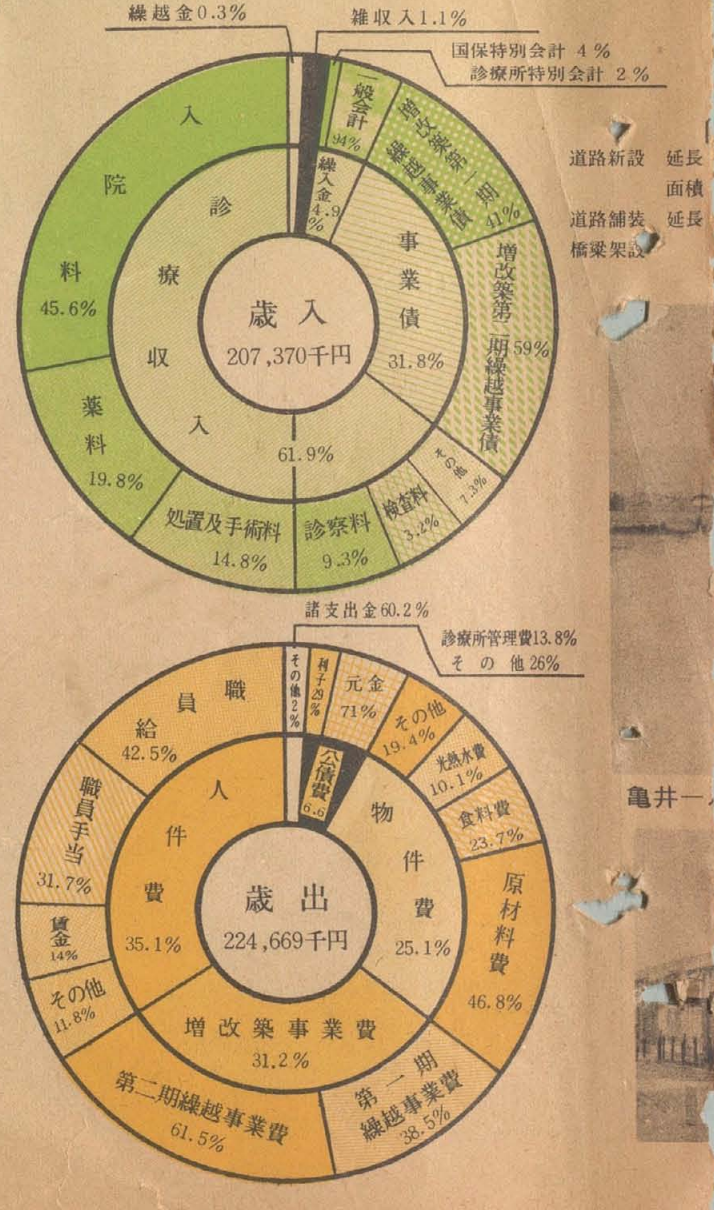 繰越金0.3%
雑収入1.1%
国保特別会計 4%
診療所特別会計 2%
一般会計
94%
増改築第一期
繰越事業債
41%
増改築第二期繰越事業債
59%
入院料
45.6%
薬料
19.8%
処置及手術料
14.8%
診察料
9.3%
検査料
3.2%
その他
7.3%
診療収入
61.9%
繰入金
4.9
%
事業債
31.8%
歳入
207,370千円
道路新設 延長
面積
道路舗装 延長
橋梁架設
諸支出金60.2%
診療所管理費13.8%
その他26%
その他2%
利子29%
元金
71%
その他
19.4%
光熱水費
10.1%
食料費
23.7%
原材料費
46.8%
職員給
42.5%
職員手当
31.7%
賃金
14%
その他
11.8%
第二期繰越事業費
61.5%
第一期
繰越事業費
38.5%
人件費
35.1%
公債費
6.6
物件費
25.1%
増改築事業費
31.2%
歳出
224,669千円
亀井一